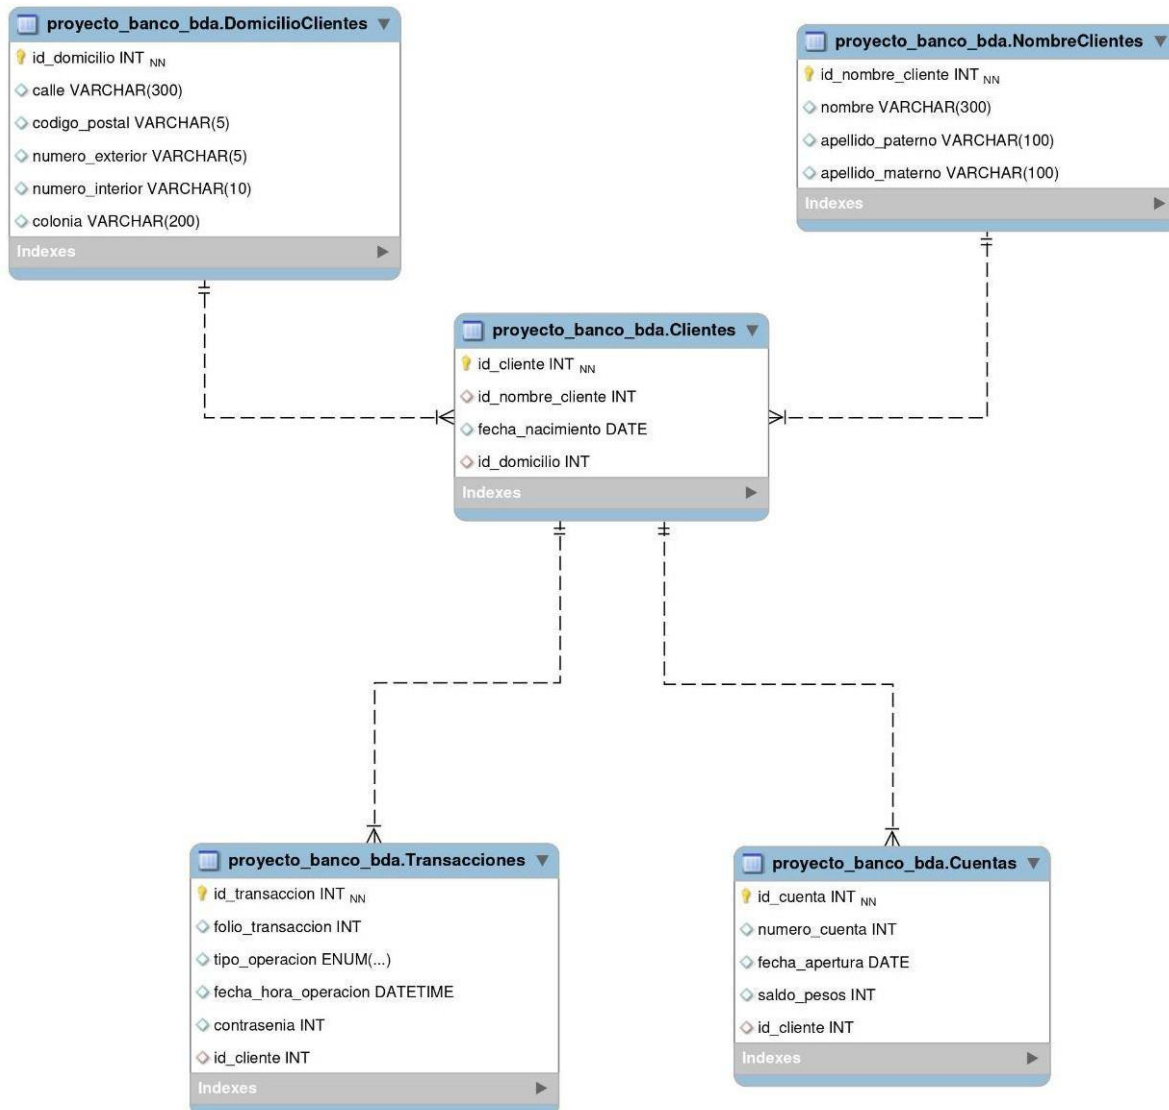 proyecto_banco_bda.DomicilioClientes
id_domicilio INT NN
calle VARCHAR(300)
codigo_postal VARCHAR(5)
numero_exterior VARCHAR(5)
numero_interior VARCHAR(10)
colonia VARCHAR(200)
Indexes
proyecto_banco_bda.NombreClientes
id_nombre_cliente INT NN
nombre VARCHAR(300)
apellido_paterno VARCHAR(100)
apellido_materno VARCHAR(100)
Indexes
proyecto_banco_bda.Clientes
id_cliente INT NN
id_nombre_cliente INT
fecha_nacimiento DATE
id_domicilio INT
Indexes
proyecto_banco_bda.Transacciones
id_transaccion INT NN
folio_transaccion INT
tipo_operacion ENUM(...)
fecha_hora_operacion DATETIME
contrasenia INT
id_cliente INT
Indexes
proyecto_banco_bda.Cuentas
id_cuenta INT NN
numero_cuenta INT
fecha_apertura DATE
saldo_pesos INT
id_cliente INT
Indexes